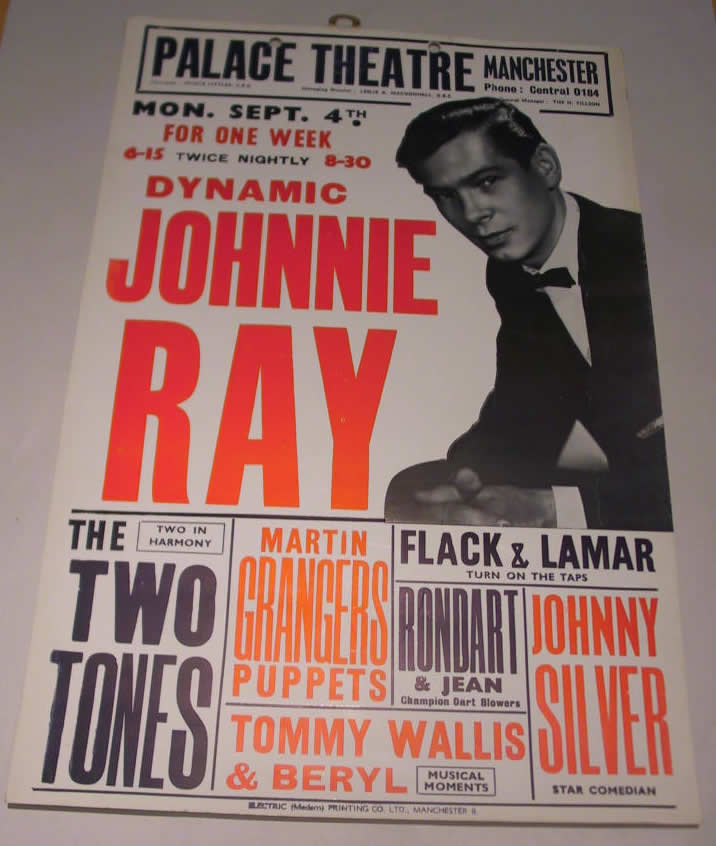 PALACE THEATRE MANCHESTER
Phone: Central 0184
MON. SEPT. 4TH
FOR ONE WEEK
6-15 TWICE NIGHTLY 8-30
DYNAMIC
JOHNNIE
RAY
THE
TWO IN
HARMONY
TWO
TONES
MARTIN
GRANGERS
PUPPETS
FLACK & LAMAR
TURN ON THE TAPS
RONDART
& JEAN
Champion Dart Blowers
JOHNNY
SILVER
STAR COMEDIAN
TOMMY WALLIS
& BERYL
MUSICAL
MOMENTS
ELECTRIC (Modern) PRINTING CO. LTD., MANCHESTER 8